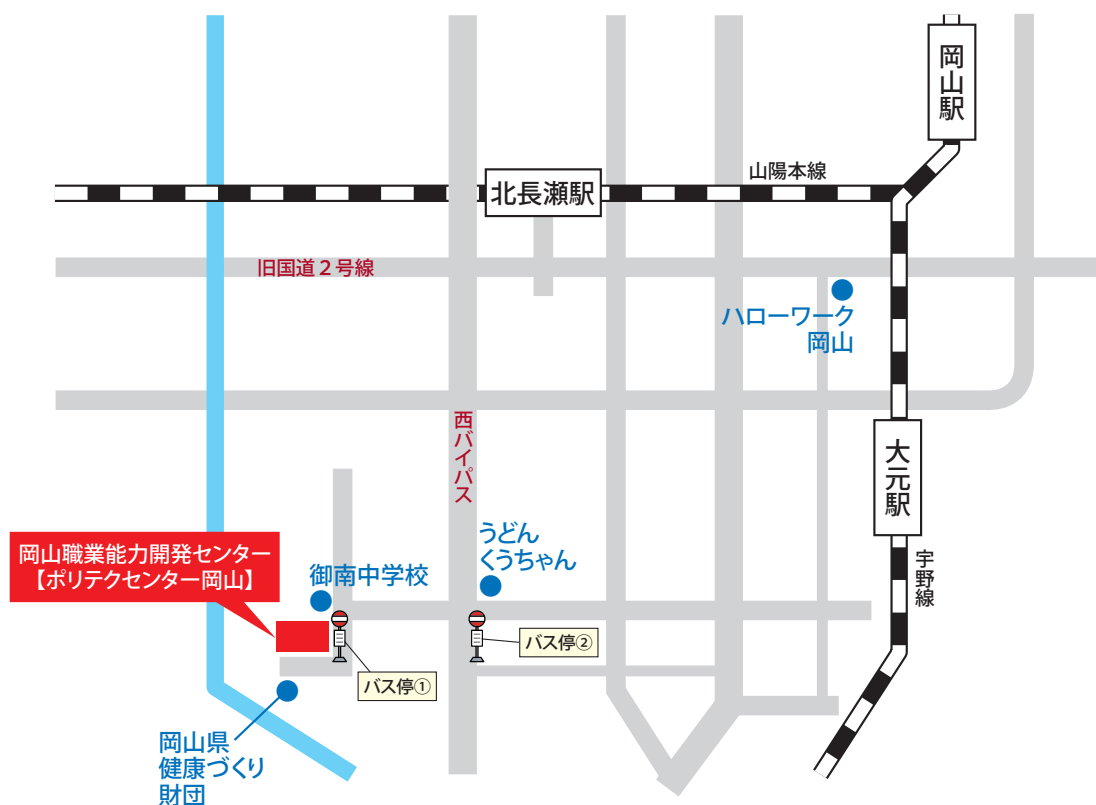 岡山駅
山陽本線
北長瀬駅
旧国道２号線
ハローワーク
岡山
西バイパス
大元駅
うどん
くうちゃん
岡山職業能力開発センター
【ポリテクセンター岡山】
御南中学校
宇野線
バス停②
バス停①
岡山県
健康づくり
財団